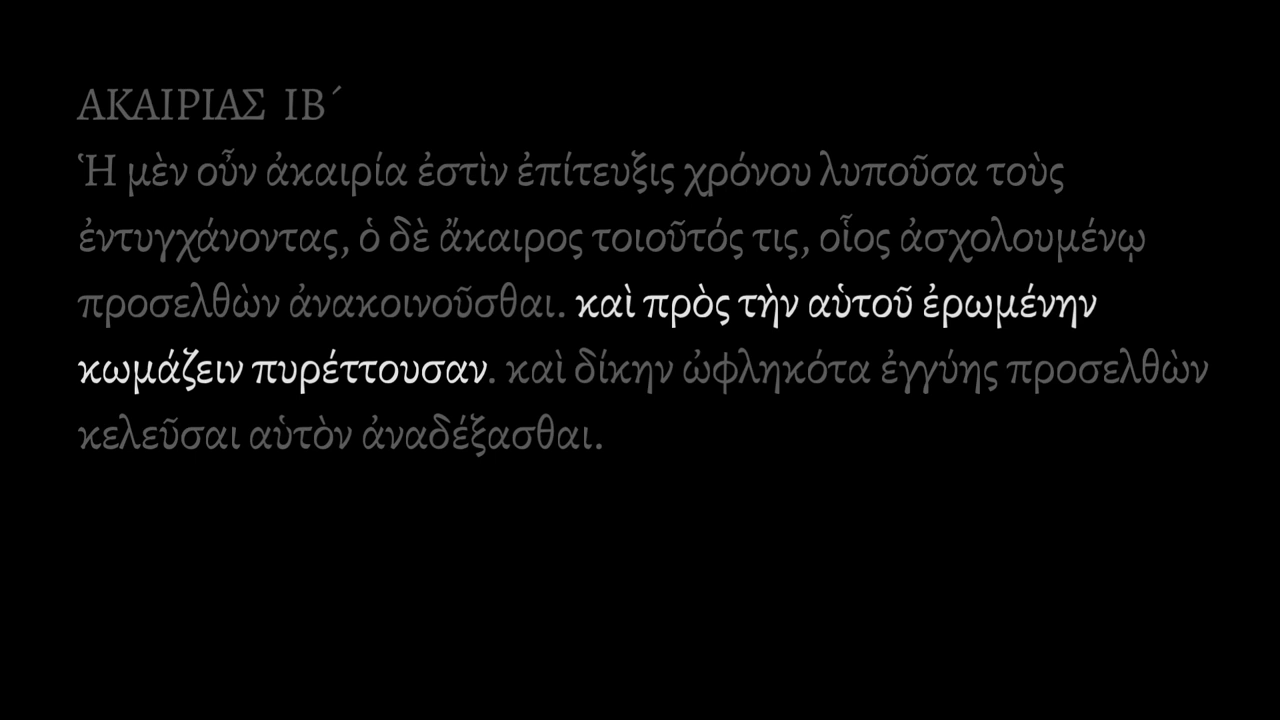 ΑΚΑΙΡΙΑΣ ΙΒ´
Ἡ μὲν οὖν ἀκαιρία ἐστὶν ἐπίτευξις χρόνου λυποῦσα τοὺς
ἐντυγχάνοντας, ὁ δὲ ἄκαιρος τοιοῦτός τις, οἷος ἀσχολουμένῳ
προσελθὼν ἀνακοινοῦσθαι. καὶ πρὸς τὴν αὑτοῦ ἐρωμένην
κωμάζειν πυρέττουσαν. καὶ δίκην ὠφληκότα ἐγγύης προσελθὼν
κελεῦσαι αὑτὸν ἀναδέξασθαι.